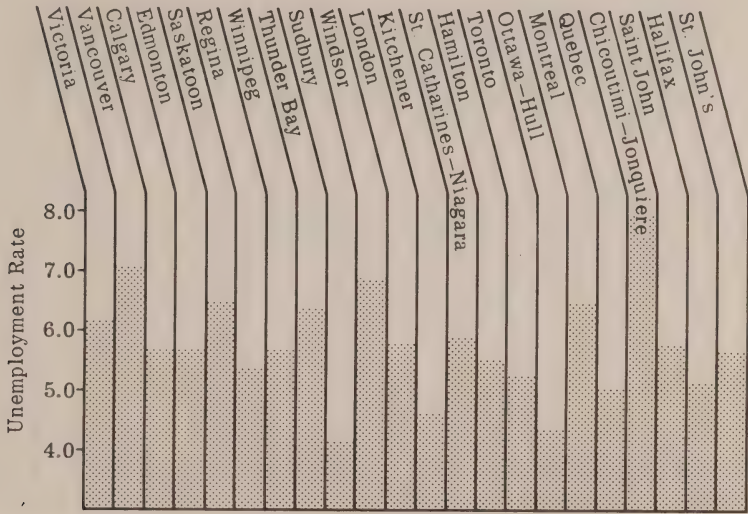 Victoria
Vancouver
Calgary
Edmonton
Saskatoon
Regina
Winnipeg
Thunder Bay
Sudbury
Windsor
London
Kitchener
St Catharines-Niagara
Hamilton
Toronto
Ottawa-Hull
Montreal
Quebec
Chicoutimi-Jonquiere
Saint John
Halifax
St. John's
Unemployment Rate
8.0
7.0
6.0
5.0
4.0